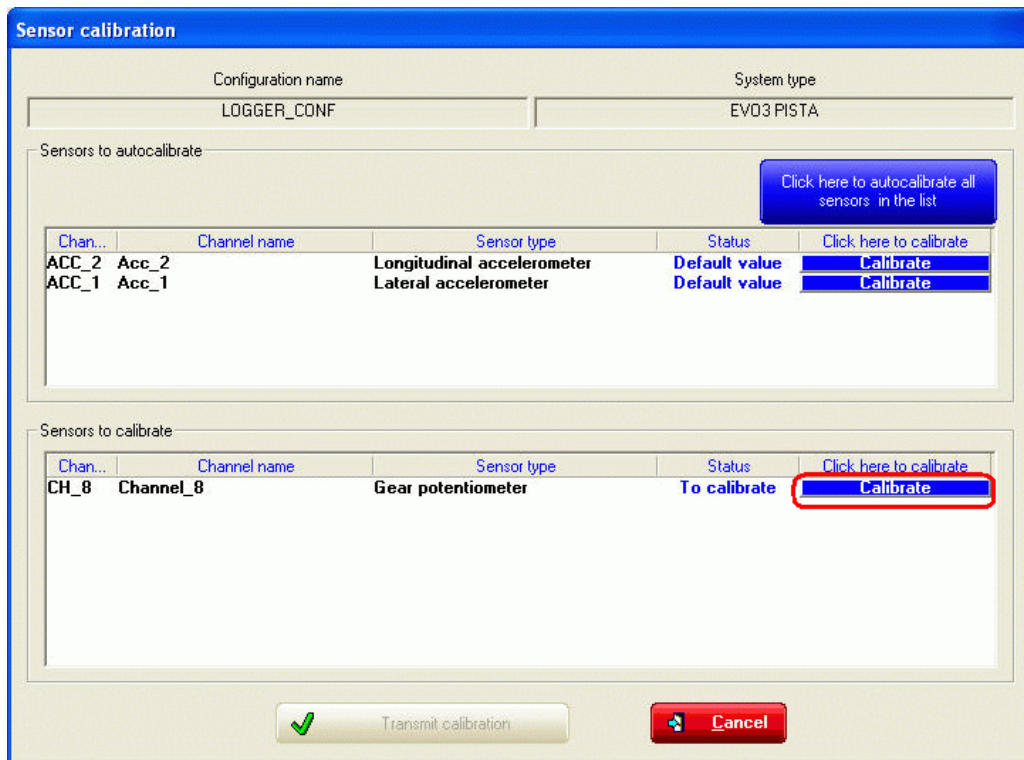 Sensor calibration
Configuration name System type
LOGGER_CONF EVO3 PISTA
Sensors to autocalibrate
Click here to autocalibrate all
sensors in the list
Chan... Channel name Sensor type Status Click here to calibrate
ACC_2 Acc_2 Longitudinal accelerometer Default value Calibrate
ACC_1 Acc_1 Lateral accelerometer Default value Calibrate
Sensors to calibrate
Chan... Channel name Sensor type Status Click here to calibrate
CH_8 Channel_8 Gear potentiometer To calibrate Calibrate
Transmit calibration Cancel